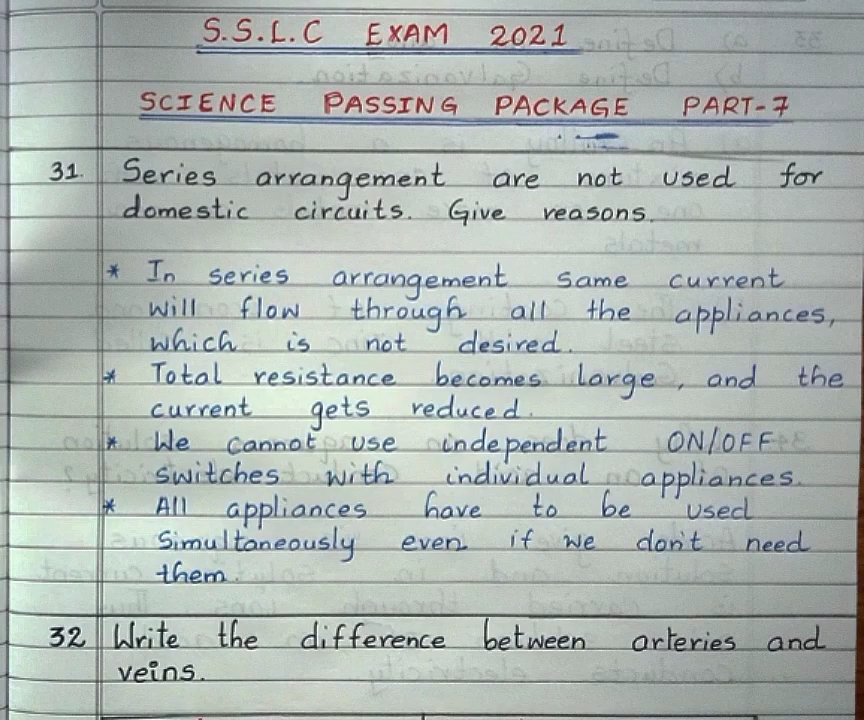 S.S.L.C EXAM 2021
SCIENCE PASSING PACKAGE PART-7
31. Series arrangement are not used for
domestic circuits. Give reasons.
* In series arrangement same current
will flow through all the appliances,
which is not desired.
* Total resistance becomes large, and the
current gets reduced.
* We cannot use independent ON/OFF
switches with individual appliances.
* All appliances have to be used
Simultaneously even if we don't need
them.
32 Write the difference between arteries and
veins.